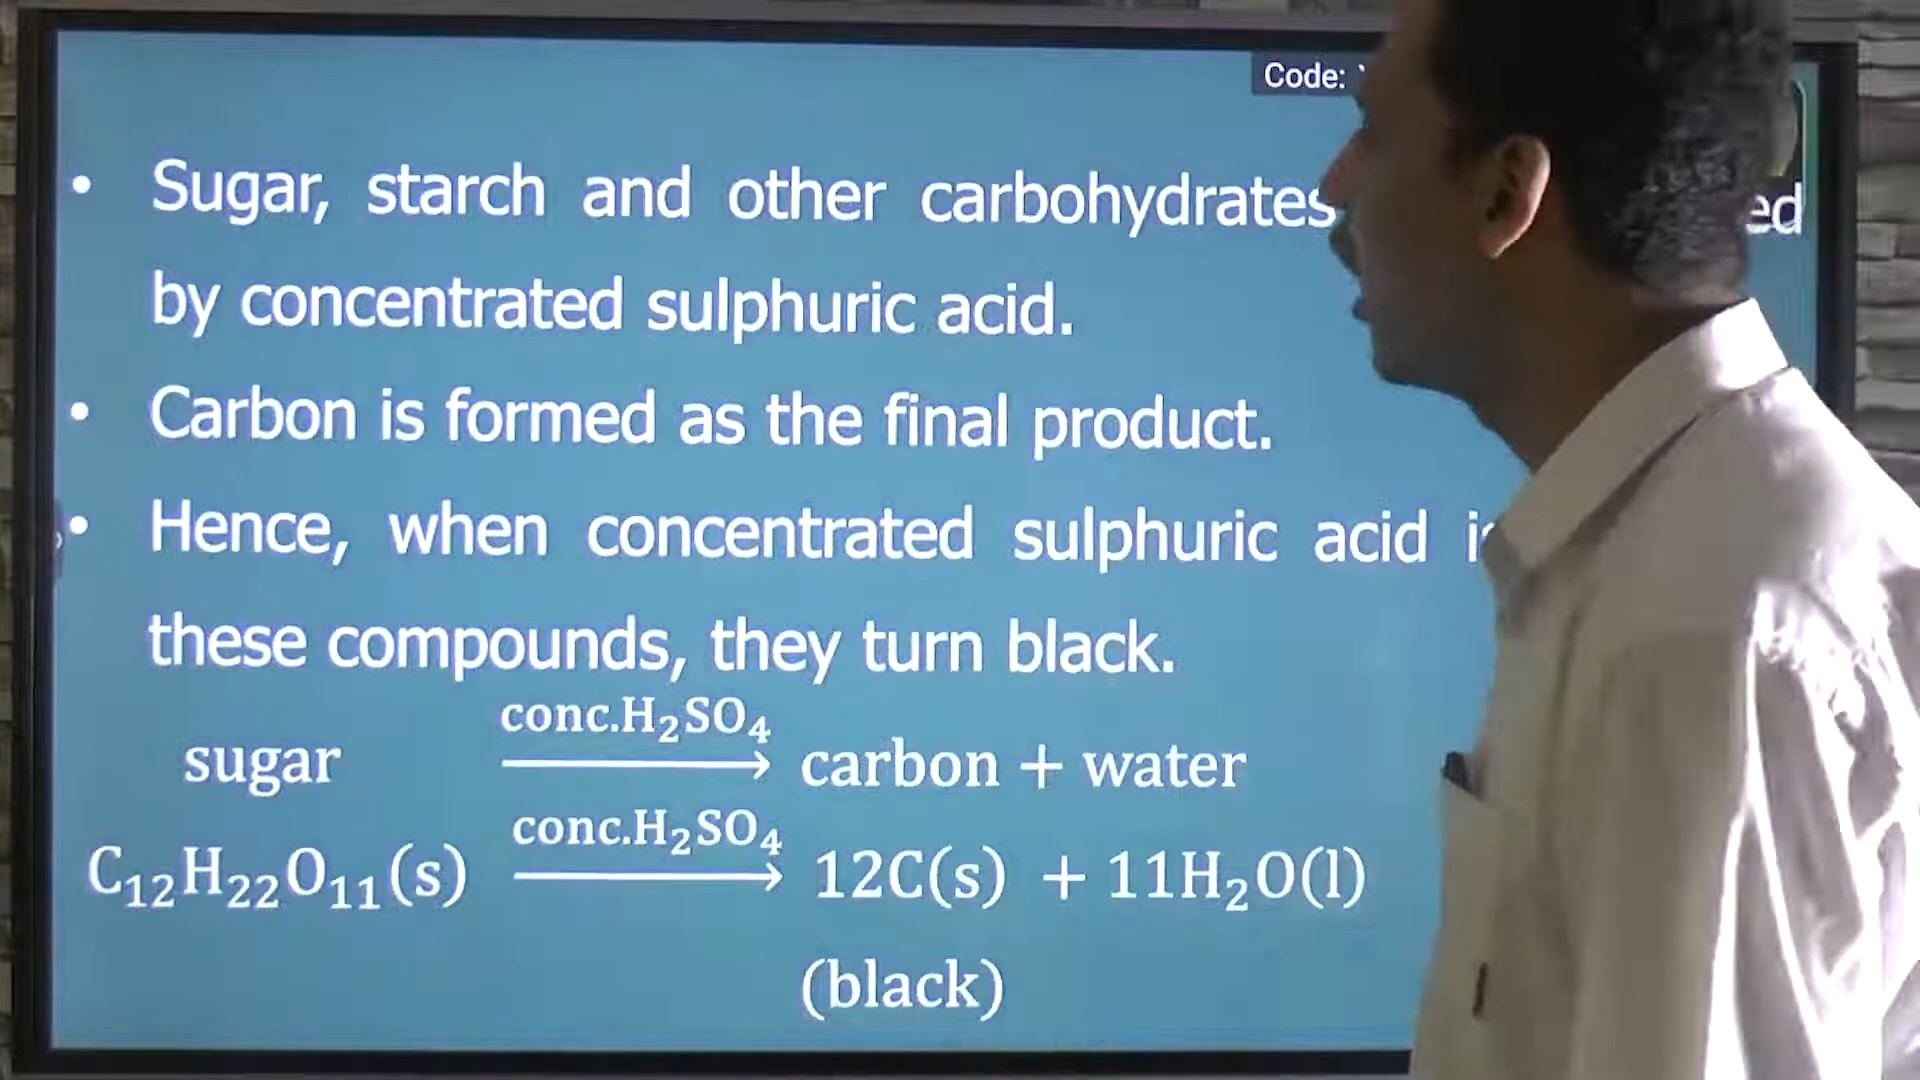 Code:
• Sugar, starch and other carbohydrates
by concentrated sulphuric acid.
• Carbon is formed as the final product.
• Hence, when concentrated sulphuric acid
these compounds, they turn black.
conc.H₂SO₄
sugar ⟶ carbon + water
conc.H₂SO₄
C₁₂H₂₂O₁₁(s) ⟶ 12C(s) + 11H₂O(l)
(black)